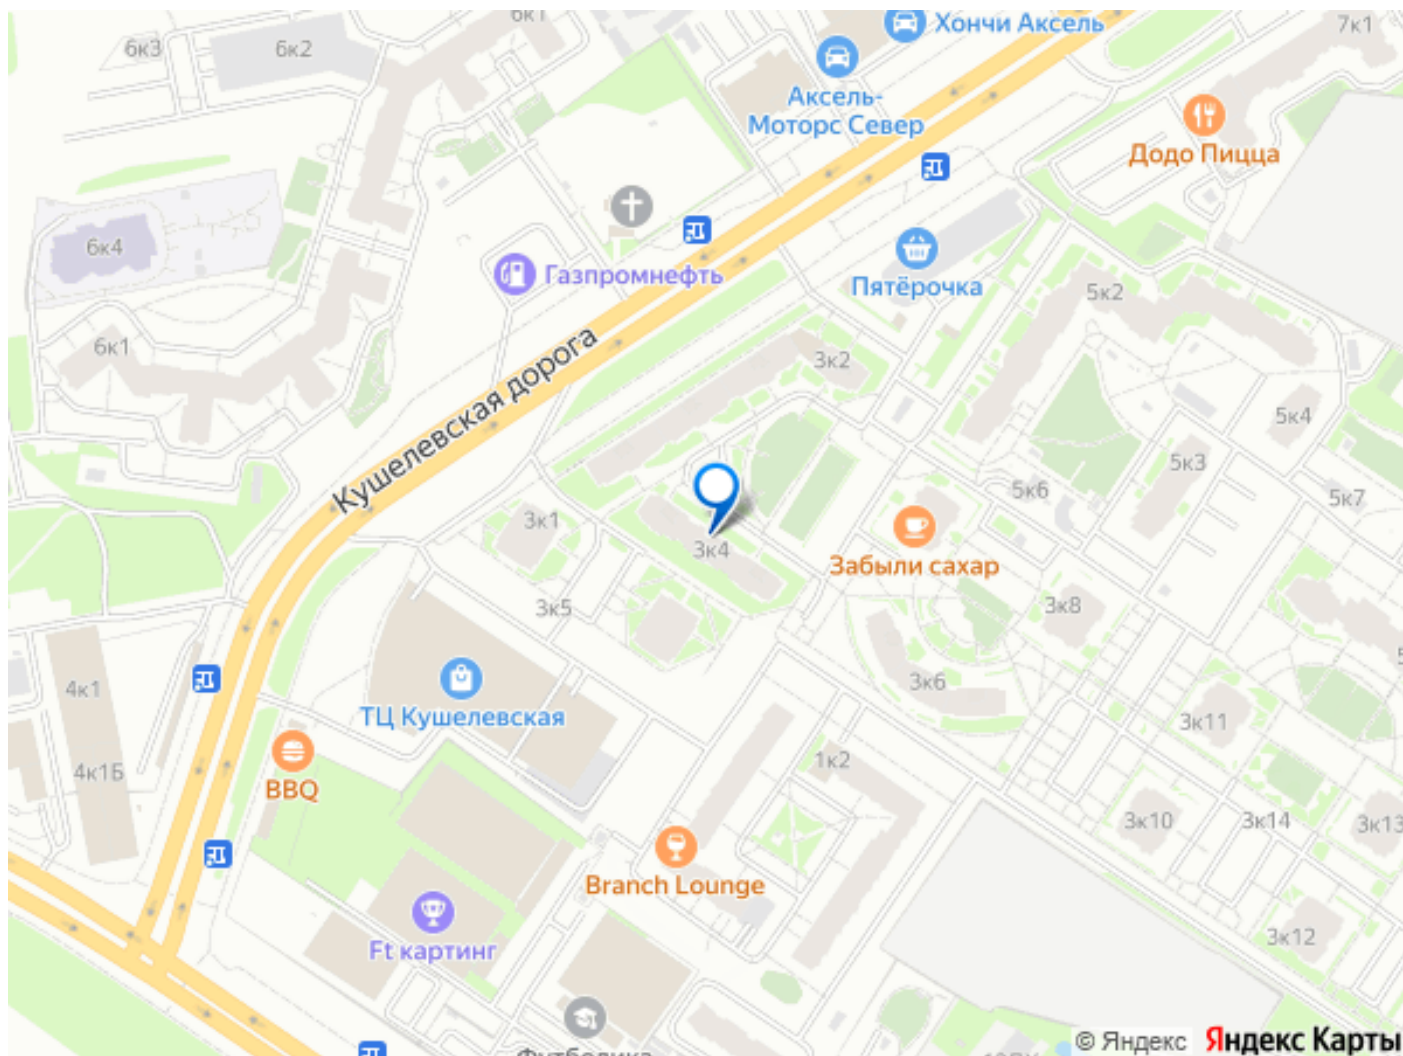 6к1
Хончи Аксель
7к1
6к3
6к2
Аксель-
Моторс Север
Додо Пицца
6к4
Газпромнефть
Пятёрочка
5к2
6к1
Кушелевская дорога
3к2
5к4
5к3
5к6
5к7
3к1
3к4
Забыли сахар
3к5
3к8
4к1
ТЦ Кушелевская
3к6
3к11
4к1Б
BBQ
1к2
3к10
3к14
3к13
Branch Lounge
Ft картинг
3к12
Футболика
© Яндекс Яндекс Карты